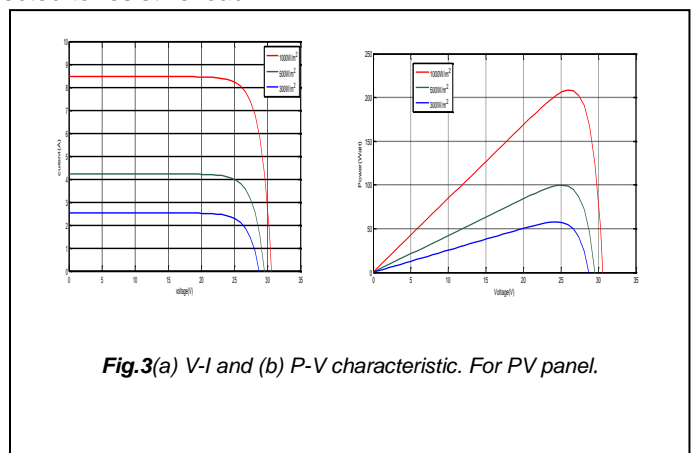 10
9
8
7
6
5
4
3
2
1
0
current(A)
0 5 10 15 20 25 30 35
voltage(V)
1000W/m²
500W/m²
300W/m²
250
200
150
100
50
0
Power(Watt)
0 5 10 15 20 25 30 35
Voltage(V)
1000W/m²
500W/m²
300W/m²
Fig.3(a) V-I and (b) P-V characteristic. For PV panel.